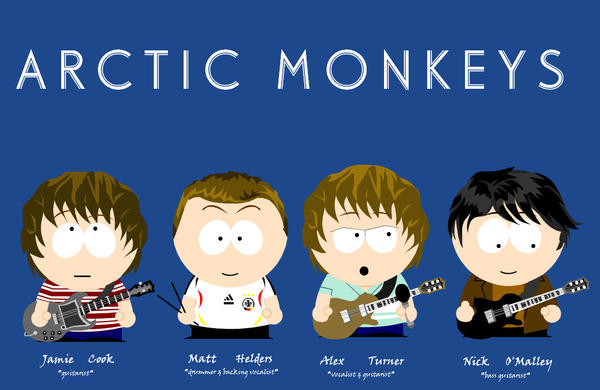 ARCTIC MONKEYS
Jamie Cook
"guitarist"
Matt Helders
"drummer & backing vocalist"
Alex Turner
"vocalist & guitarist"
Nick O'Malley
"bass guitarist"